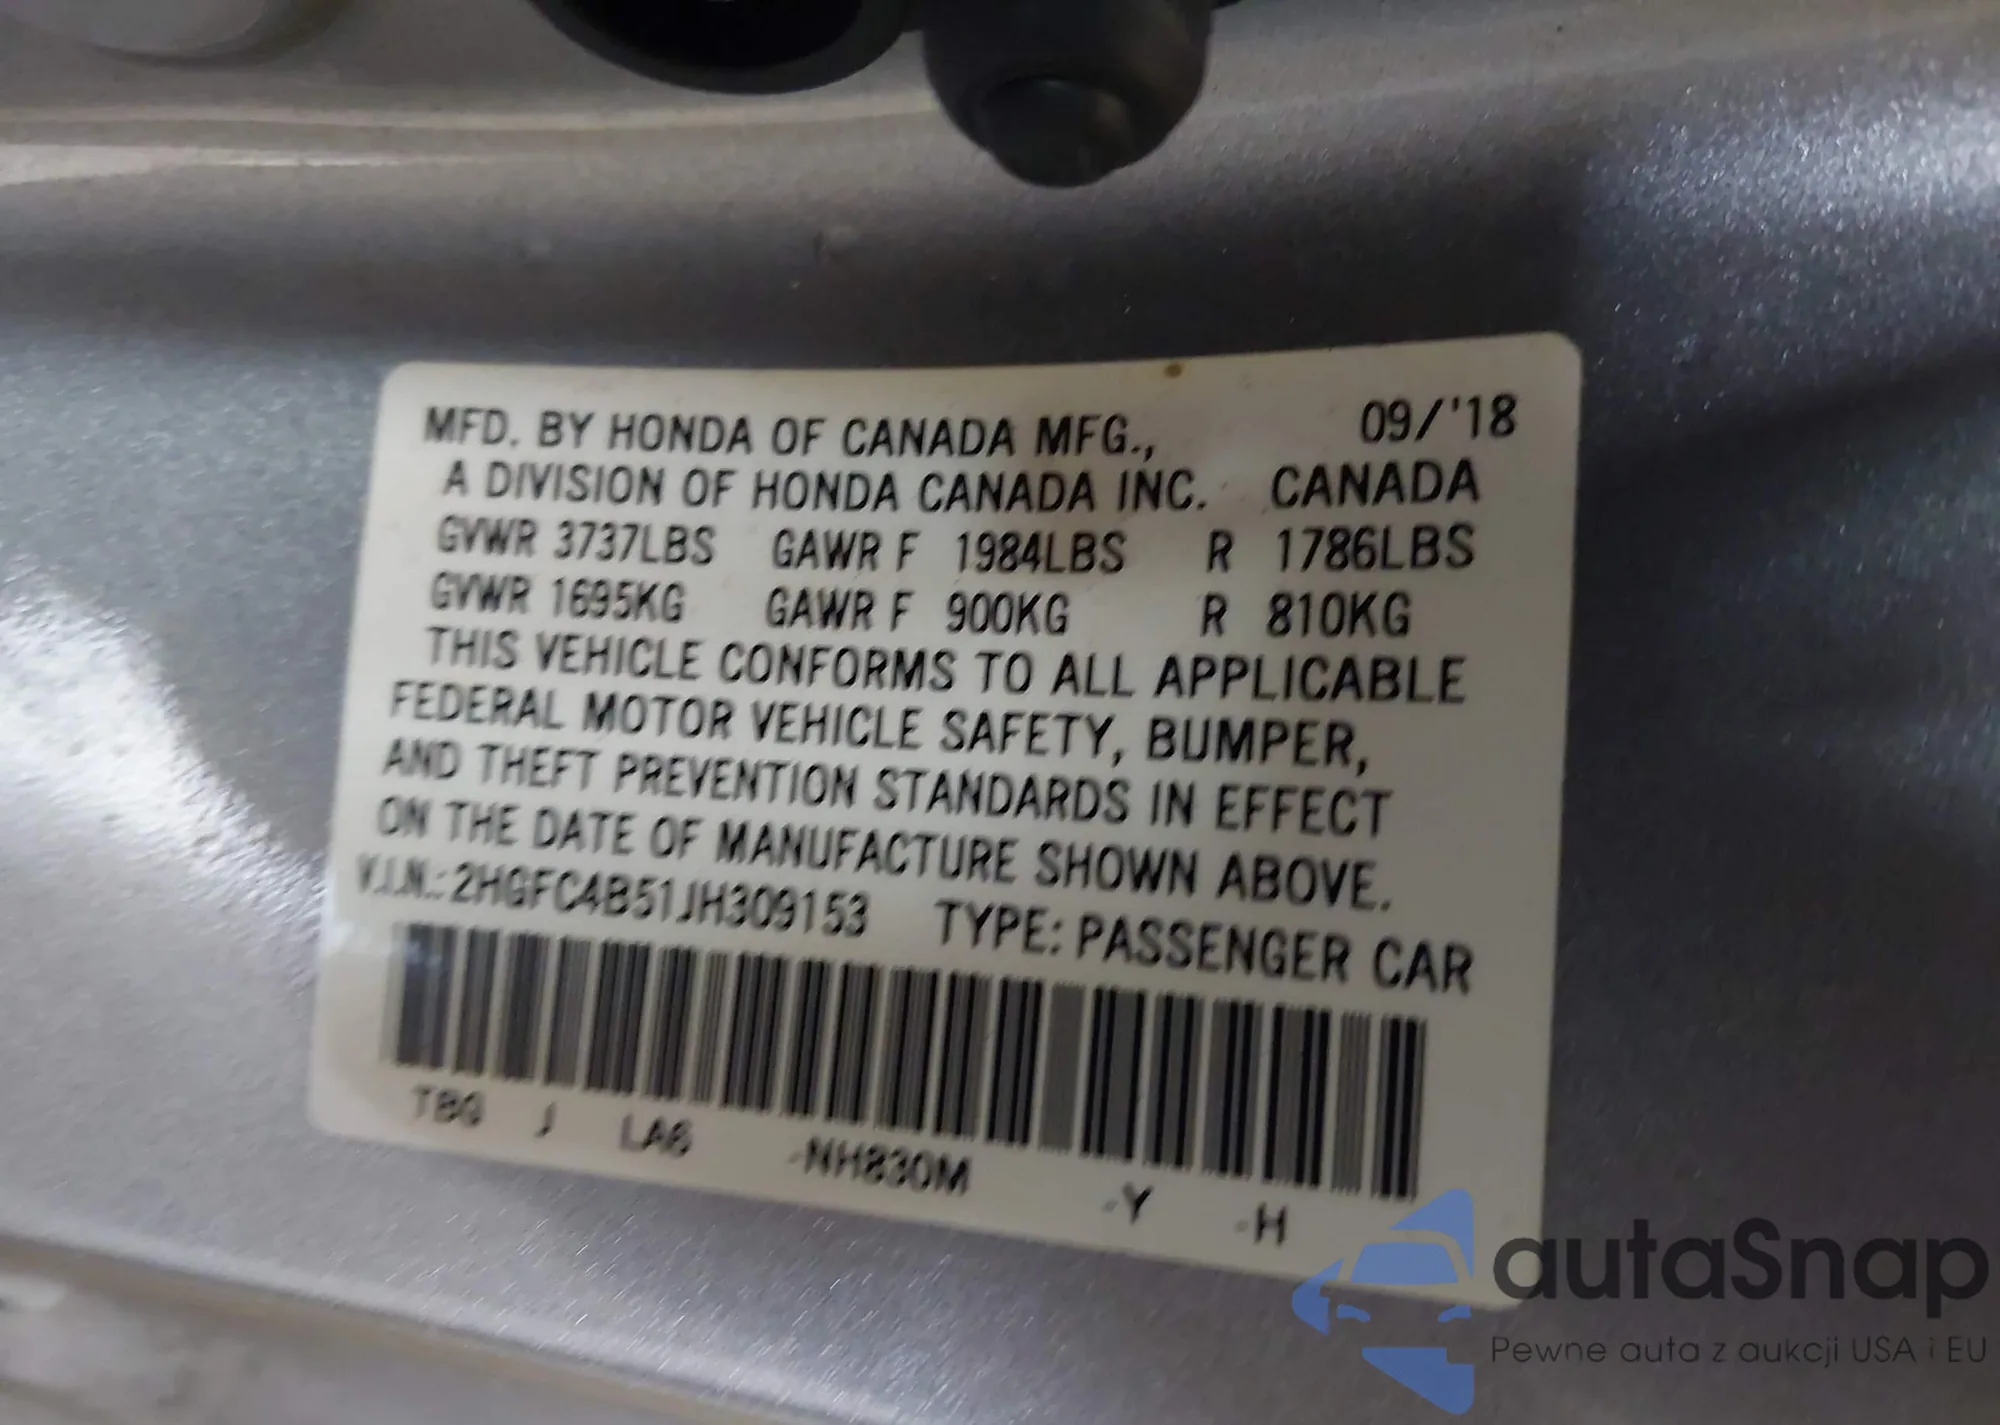 MFD. BY HONDA OF CANADA MFG., 09/'18
A DIVISION OF HONDA CANADA INC. CANADA
GVWR 3737LBS GAWR F 1984LBS R 1786LBS
GVWR 1695KG GAWR F 900KG R 810KG
THIS VEHICLE CONFORMS TO ALL APPLICABLE
FEDERAL MOTOR VEHICLE SAFETY, BUMPER,
AND THEFT PREVENTION STANDARDS IN EFFECT
ON THE DATE OF MANUFACTURE SHOWN ABOVE.
V.I.N.: 2HGFC4B51JH309153 TYPE: PASSENGER CAR
TBG J LA6 -NH830M -Y -H
autaSnap
Pewne auta z aukcji USA i EU